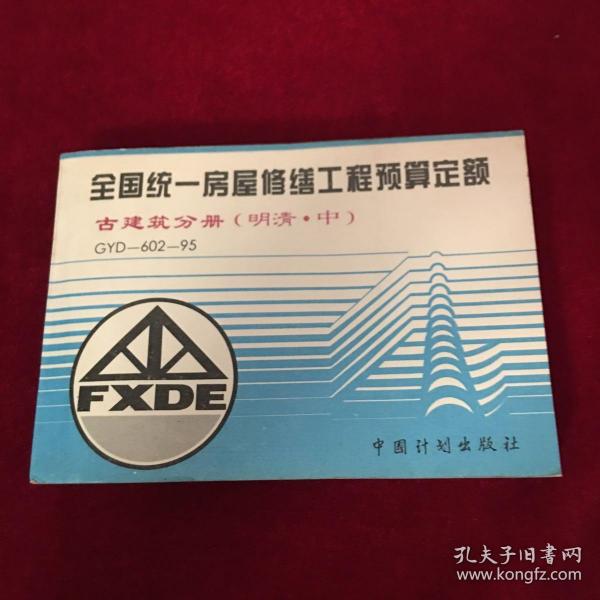 全国统一房屋修缮工程预算定额
古建筑分册（明清·中）
GYD—602—95
FXDE
中国计划出版社
孔夫子旧书网
www.kongfz.com